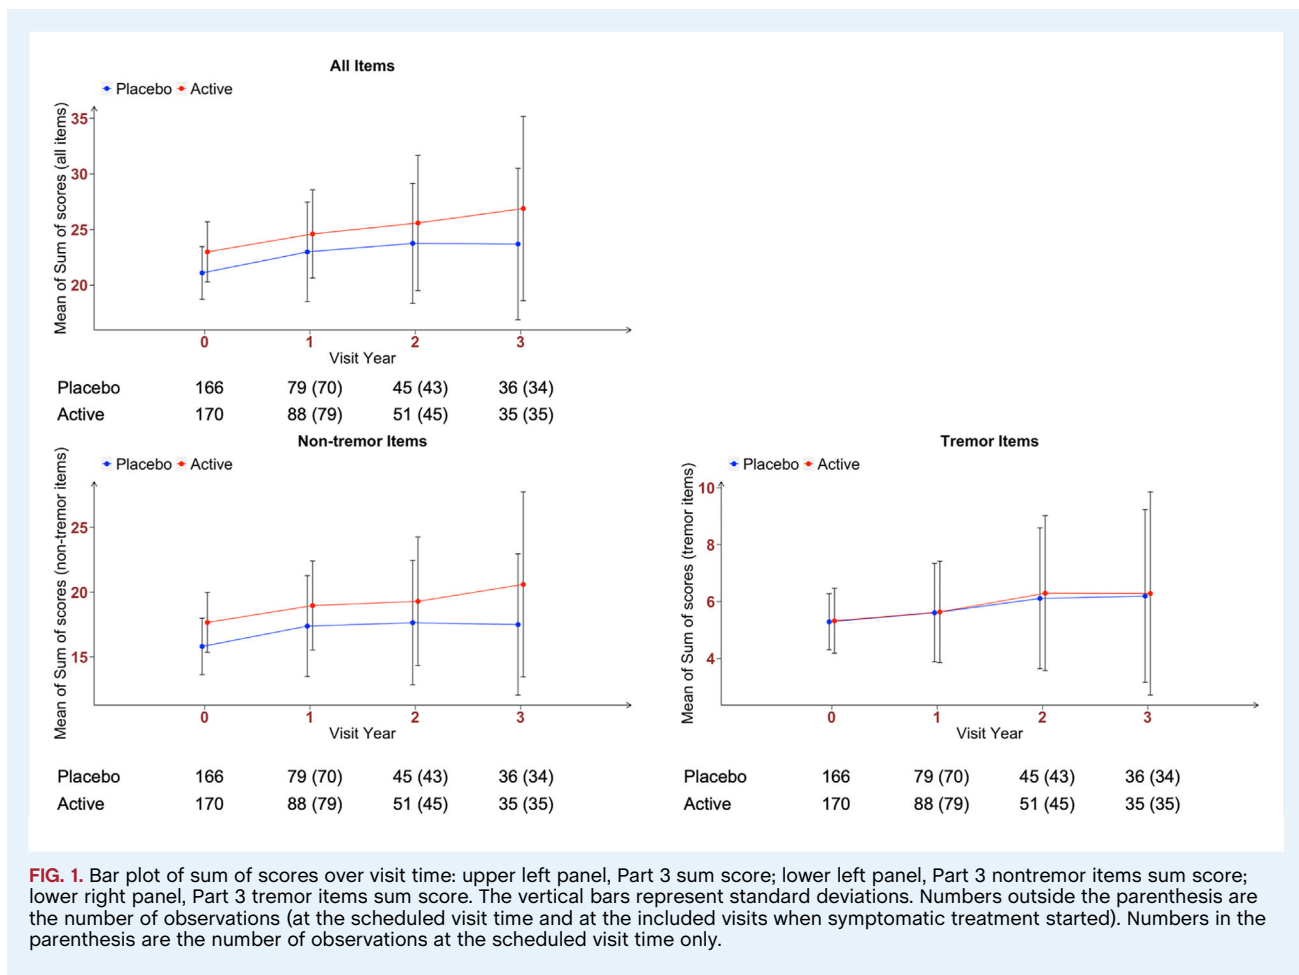 All Items
Placebo Active
Mean of Sum of scores (all items)
35
30
25
20
0 1 2 3
Visit Year
Placebo 166 79 (70) 45 (43) 36 (34)
Active 170 88 (79) 51 (45) 35 (35)
Non-tremor Items
Placebo Active
Mean of Sum of scores (non-tremor items)
25
20
15
0 1 2 3
Visit Year
Placebo 166 79 (70) 45 (43) 36 (34)
Active 170 88 (79) 51 (45) 35 (35)
Tremor Items
Placebo Active
Mean of Sum of scores (tremor items)
10
8
6
4
0 1 2 3
Visit Year
Placebo 166 79 (70) 45 (43) 36 (34)
Active 170 88 (79) 51 (45) 35 (35)
FIG. 1. Bar plot of sum of scores over visit time: upper left panel, Part 3 sum score; lower left panel, Part 3 nontremor items sum score;
lower right panel, Part 3 tremor items sum score. The vertical bars represent standard deviations. Numbers outside the parenthesis are
the number of observations (at the scheduled visit time and at the included visits when symptomatic treatment started). Numbers in the
parenthesis are the number of observations at the scheduled visit time only.